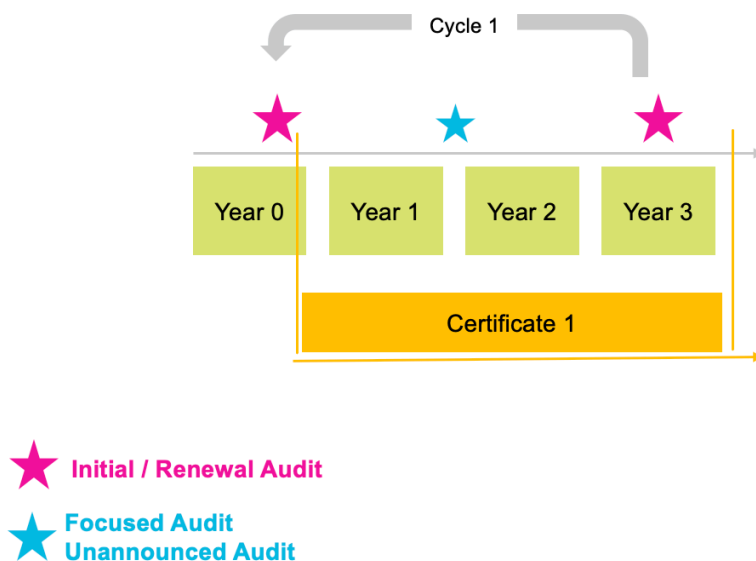 Cycle 1
Year 0
Year 1
Year 2
Year 3
Certificate 1
Initial / Renewal Audit
Focused Audit
Unannounced Audit